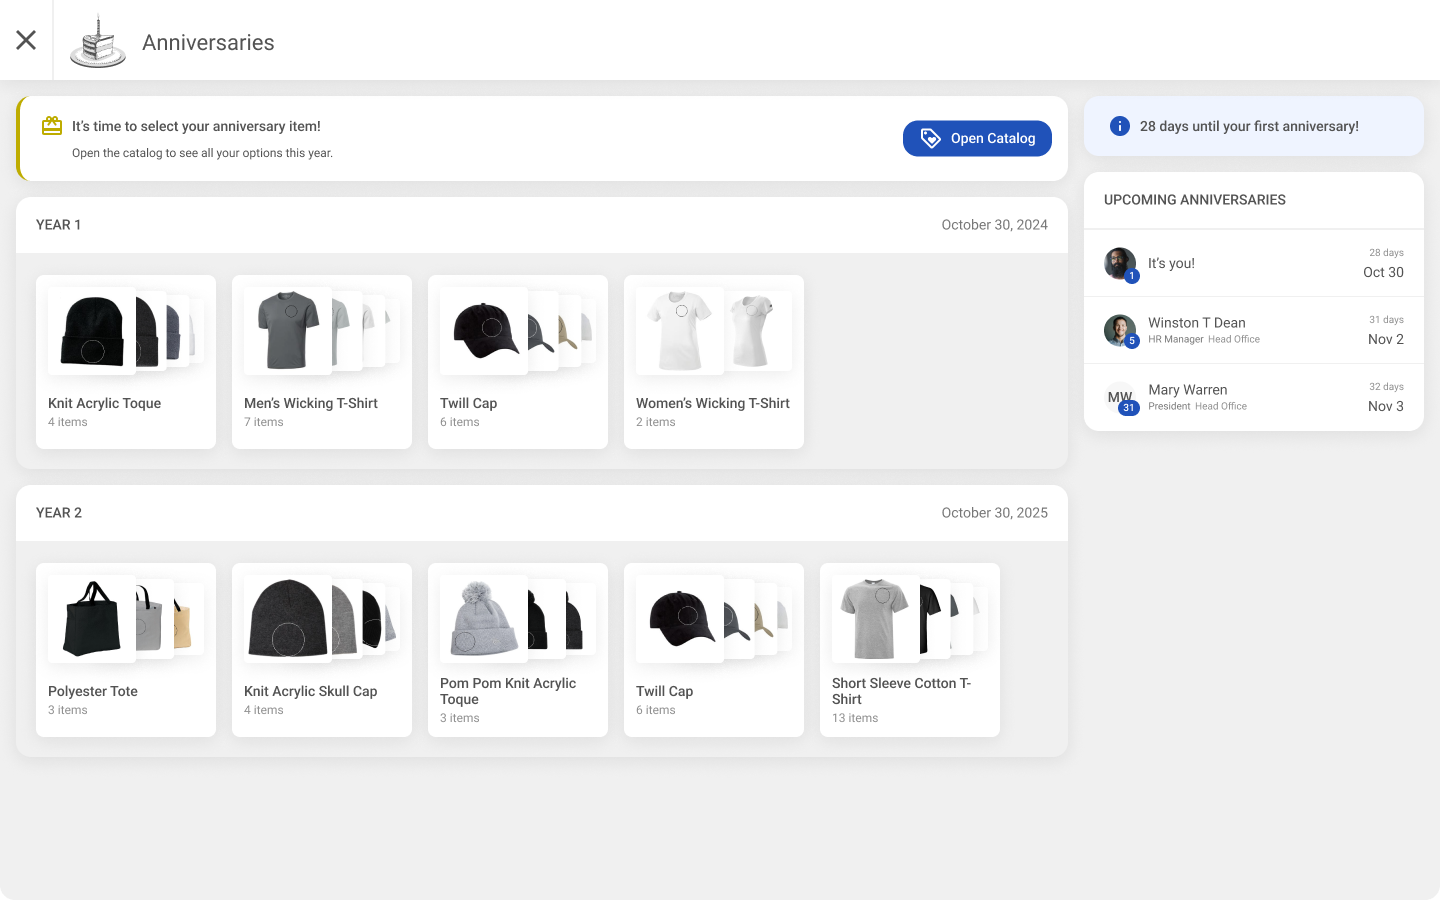 Anniversaries
It's time to select your anniversary item!
Open the catalog to see all your options this year.
Open Catalog
28 days until your first anniversary!
YEAR 1
October 30, 2024
Knit Acrylic Toque
4 items
Men's Wicking T-Shirt
7 items
Twill Cap
6 items
Women's Wicking T-Shirt
2 items
YEAR 2
October 30, 2025
Polyester Tote
3 items
Knit Acrylic Skull Cap
4 items
Pom Pom Knit Acrylic
Toque
3 items
Twill Cap
6 items
Short Sleeve Cotton T-
Shirt
13 items
UPCOMING ANNIVERSARIES
1
It's you!
28 days
Oct 30
5
Winston T Dean
HR Manager Head Office
31 days
Nov 2
MW
31
Mary Warren
President Head Office
32 days
Nov 3